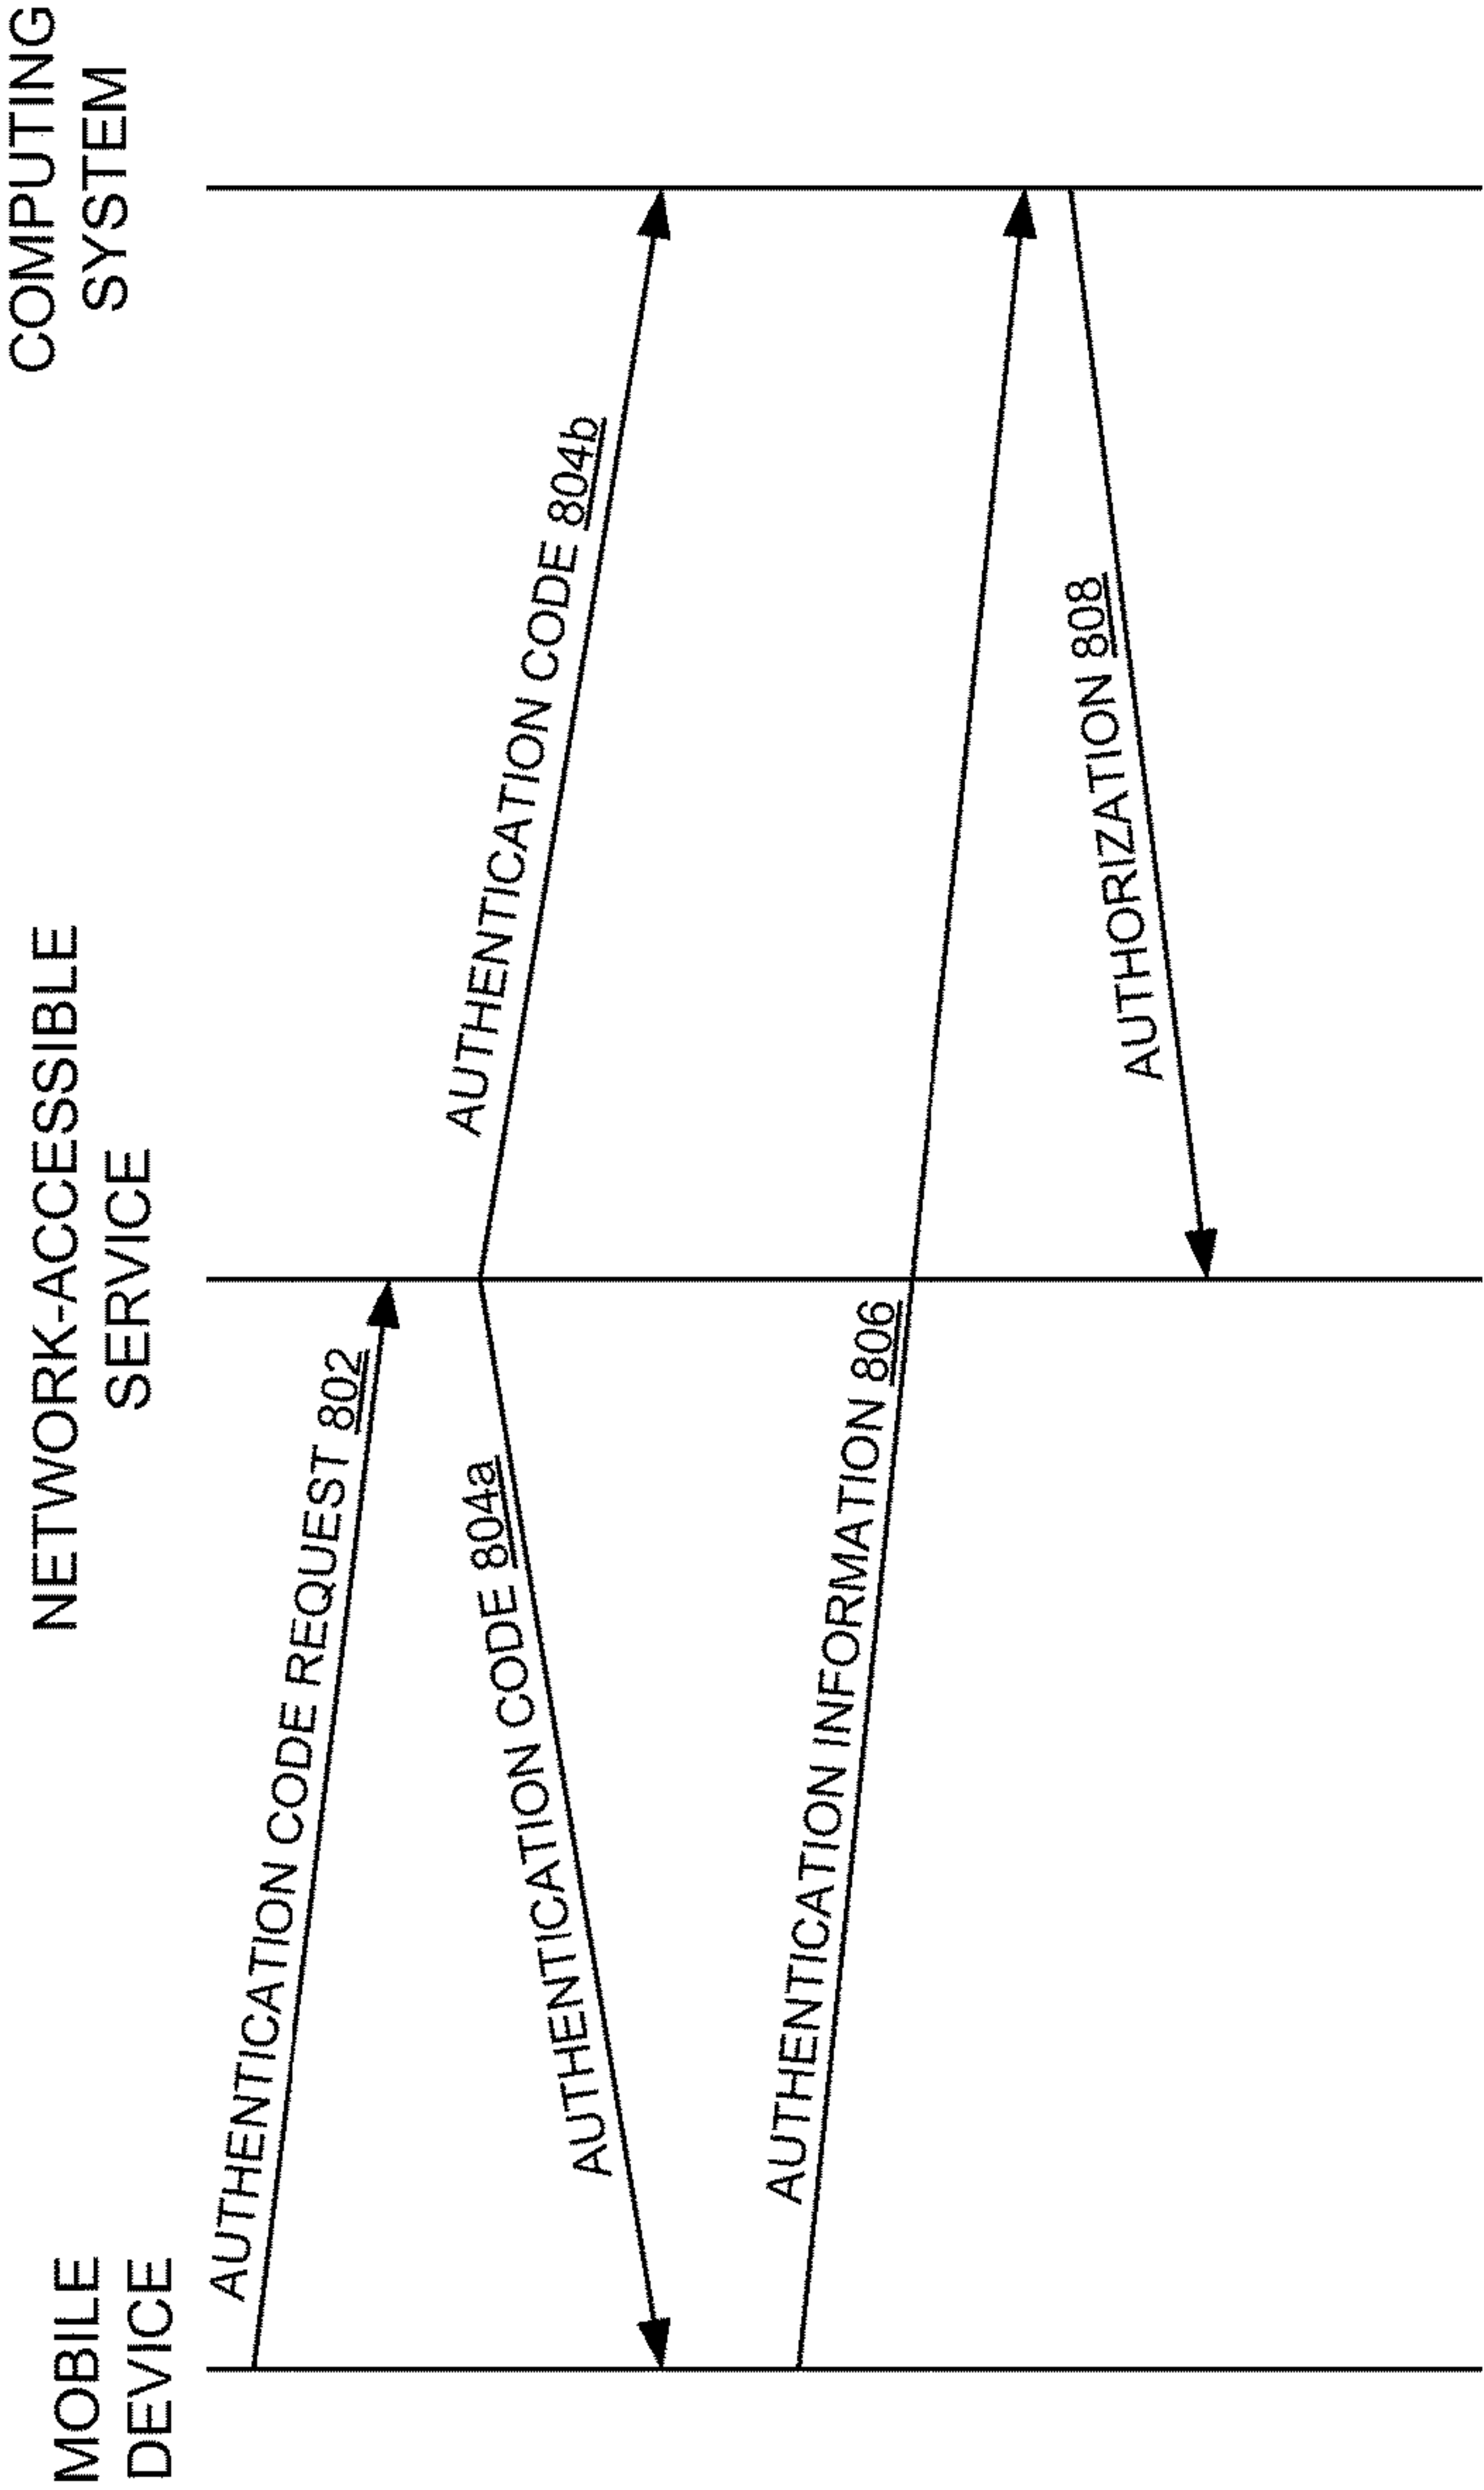 MOBILE
DEVICE
NETWORK-ACCESSIBLE
SERVICE
COMPUTING
SYSTEM
AUTHENTICATION CODE REQUEST 802
AUTHENTICATION CODE 804a
AUTHENTICATION CODE 804b
AUTHENTICATION INFORMATION 806
AUTHORIZATION 808